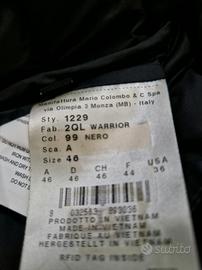 Manifattura Mario Colombo & C Spa
via Olimpia 3 Monza (MB) - Italy
Sty. 1229
Fab. 2QL WARRIOR
Col. 99 NERO
Sca. A
Size 46
A D CH F USA
46 46 46 44 36
PRODOTTO IN VIETNAM
MADE IN VIETNAM
FABRIQUE AU VIETNAM
HERGESTELLT IN VIETNAM
RFID TAG INSIDE
subito